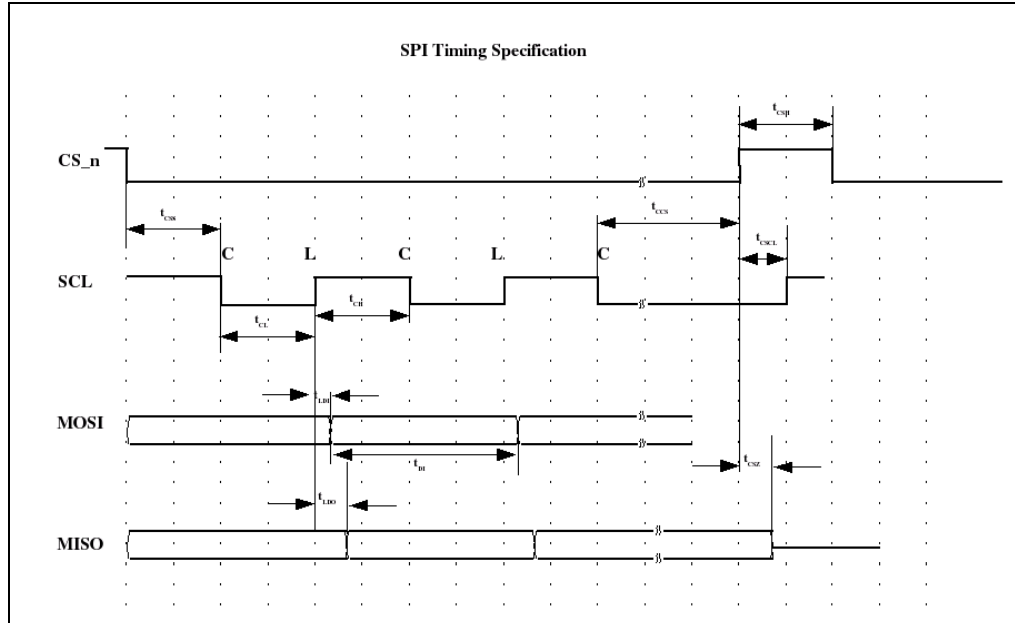 SPI Timing Specification
t_CSH
CS_n
t_CSS
t_CCS
t_CSCL
C L C L C
SCL
t_CH
t_CL
t_LDI
MOSI
t_DI
t_CSZ
t_LDO
MISO